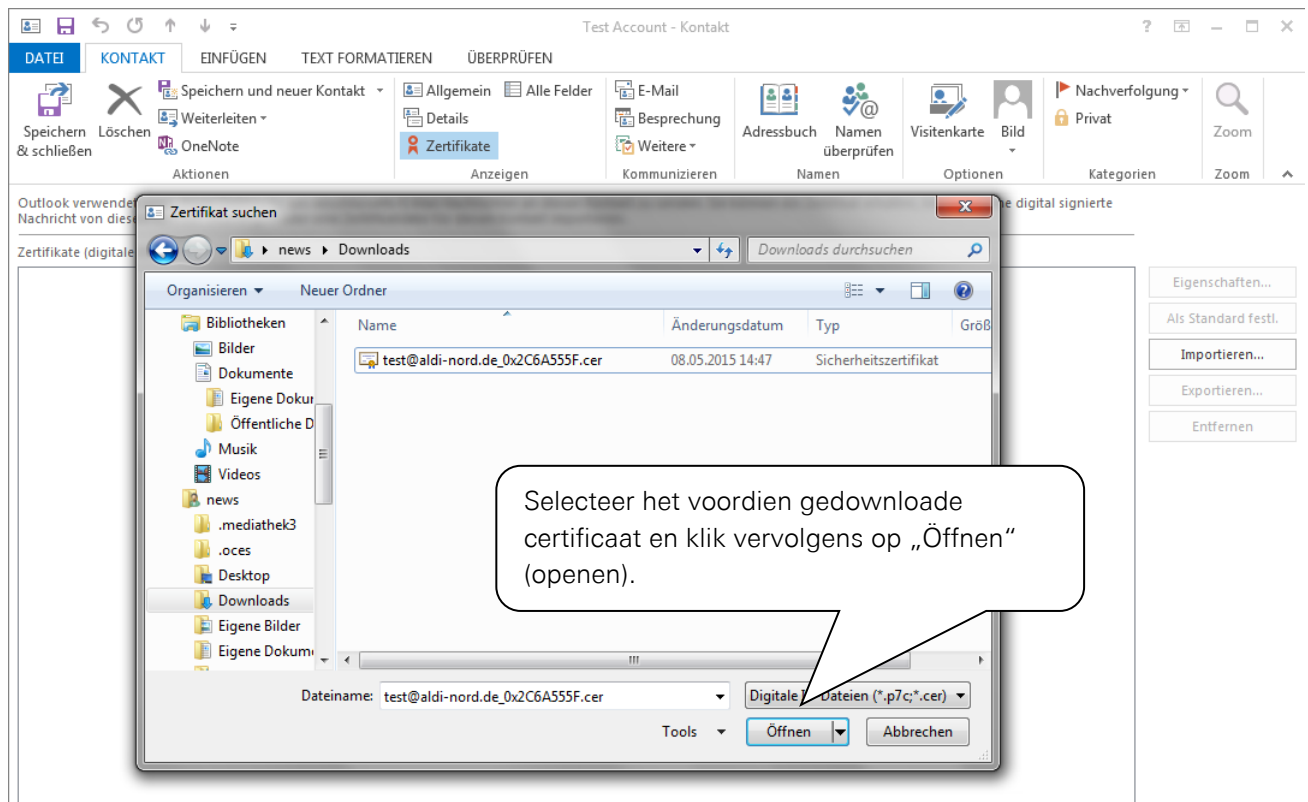 Test Account - Kontakt
?
DATEI KONTAKT EINFÜGEN TEXT FORMATIEREN ÜBERPRÜFEN
Speichern & schließen
Löschen
Speichern und neuer Kontakt
Weiterleiten
OneNote
Aktionen
Allgemein
Alle Felder
Details
Zertifikate
Anzeigen
E-Mail
Besprechung
Weitere
Kommunizieren
Adressbuch
Namen überprüfen
Namen
Visitenkarte
Bild
Optionen
Nachverfolgung
Privat
Kategorien
Zoom
Zoom
Outlook verwendet
digital signierte
Nachricht von
Zertifikate (digitale
Zertifikat suchen
news Downloads
Downloads durchsuchen
Organisieren Neuer Ordner
Name Änderungsdatum Typ Größ
test@aldi-nord.de_0x2C6A555F.cer 08.05.2015 14:47 Sicherheitszertifikat
Bibliotheken
Bilder
Dokumente
Eigene Dokur
Öffentliche D
Musik
Videos
news
.mediathek3
.oces
Desktop
Downloads
Eigene Bilder
Eigene Dokum
Selecteer het voordien gedownloade
certificaat en klik vervolgens op „Öffnen“
(openen).
Dateiname: test@aldi-nord.de_0x2C6A555F.cer
Digitale Dateien (*.p7c;*.cer)
Tools Öffnen Abbrechen
Eigenschaften...
Als Standard festl.
Importieren...
Exportieren...
Entfernen